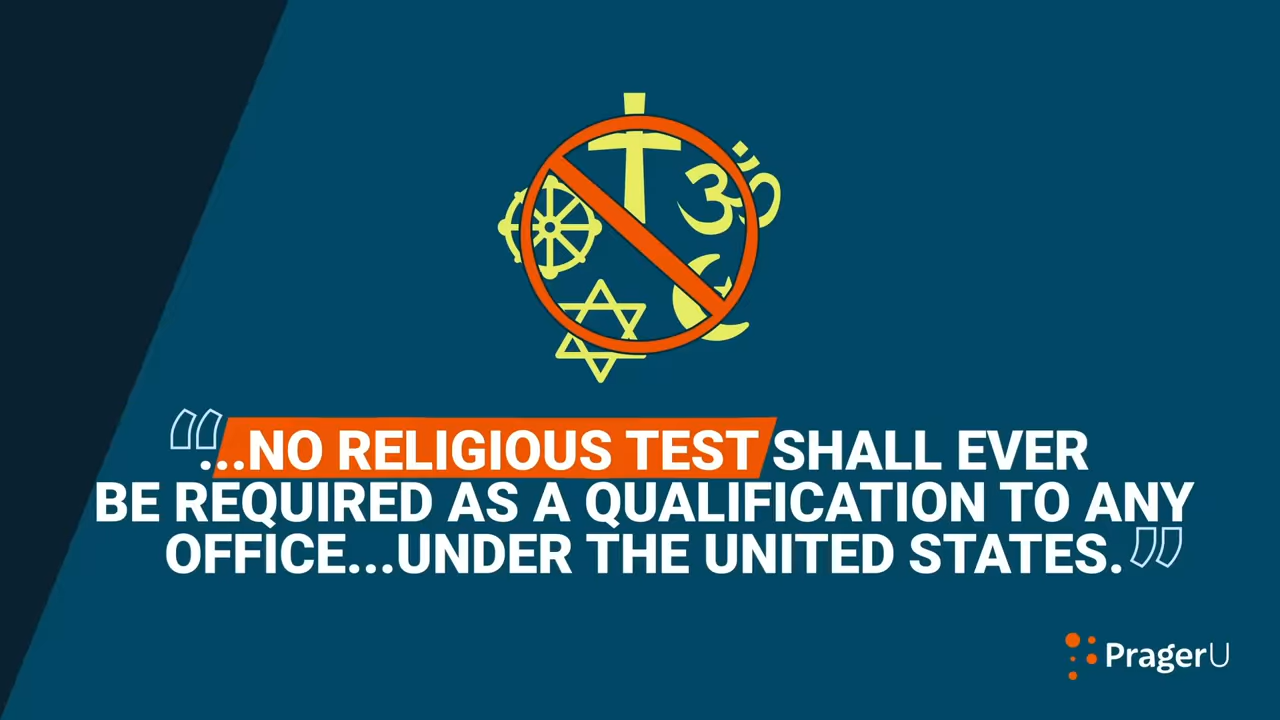 “...NO RELIGIOUS TEST SHALL EVER
BE REQUIRED AS A QUALIFICATION TO ANY
OFFICE...UNDER THE UNITED STATES.”
PragerU